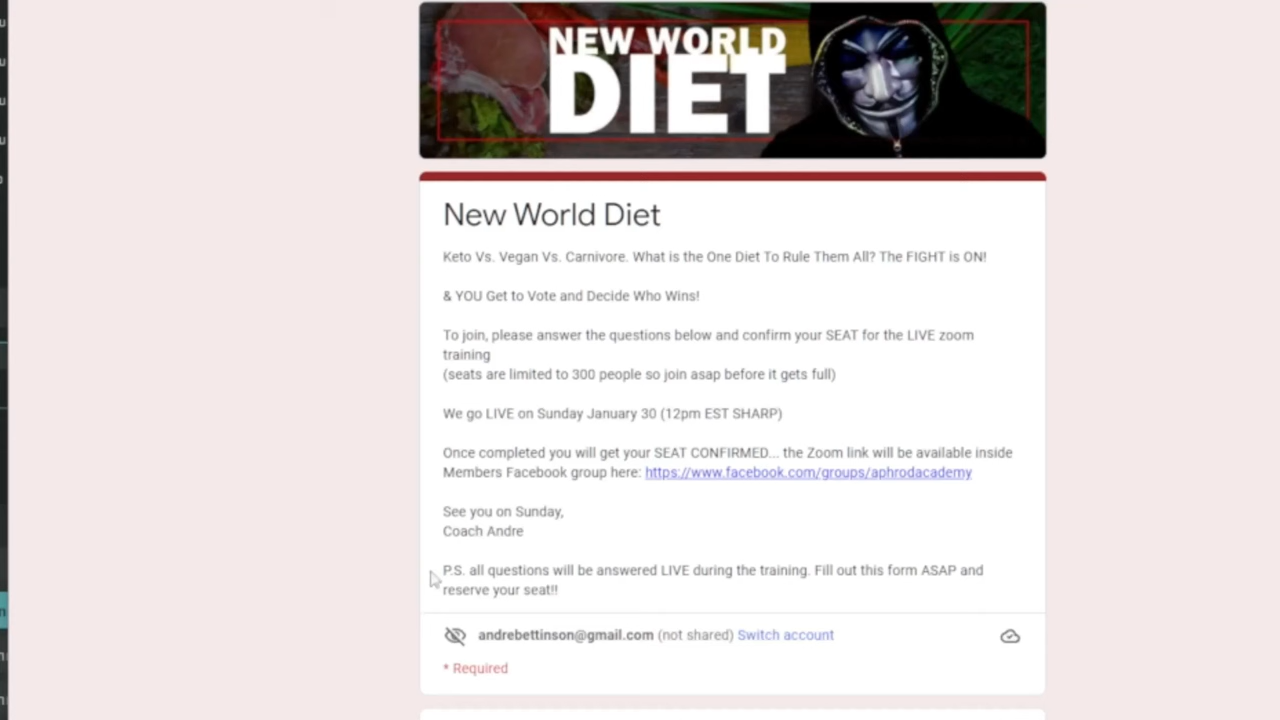 NEW WORLD
DIET
New World Diet
Keto Vs. Vegan Vs. Carnivore. What is the One Diet To Rule Them All? The FIGHT is ON!
& YOU Get to Vote and Decide Who Wins!
To join, please answer the questions below and confirm your SEAT for the LIVE zoom
training
(seats are limited to 300 people so join asap before it gets full)
We go LIVE on Sunday January 30 (12pm EST SHARP)
Once completed you will get your SEAT CONFIRMED... the Zoom link will be available inside
Members Facebook group here: https://www.facebook.com/groups/aphrodacademy
See you on Sunday,
Coach Andre
P.S. all questions will be answered LIVE during the training. Fill out this form ASAP and
reserve your seat!!
andrebettinson@gmail.com (not shared) Switch account
* Required